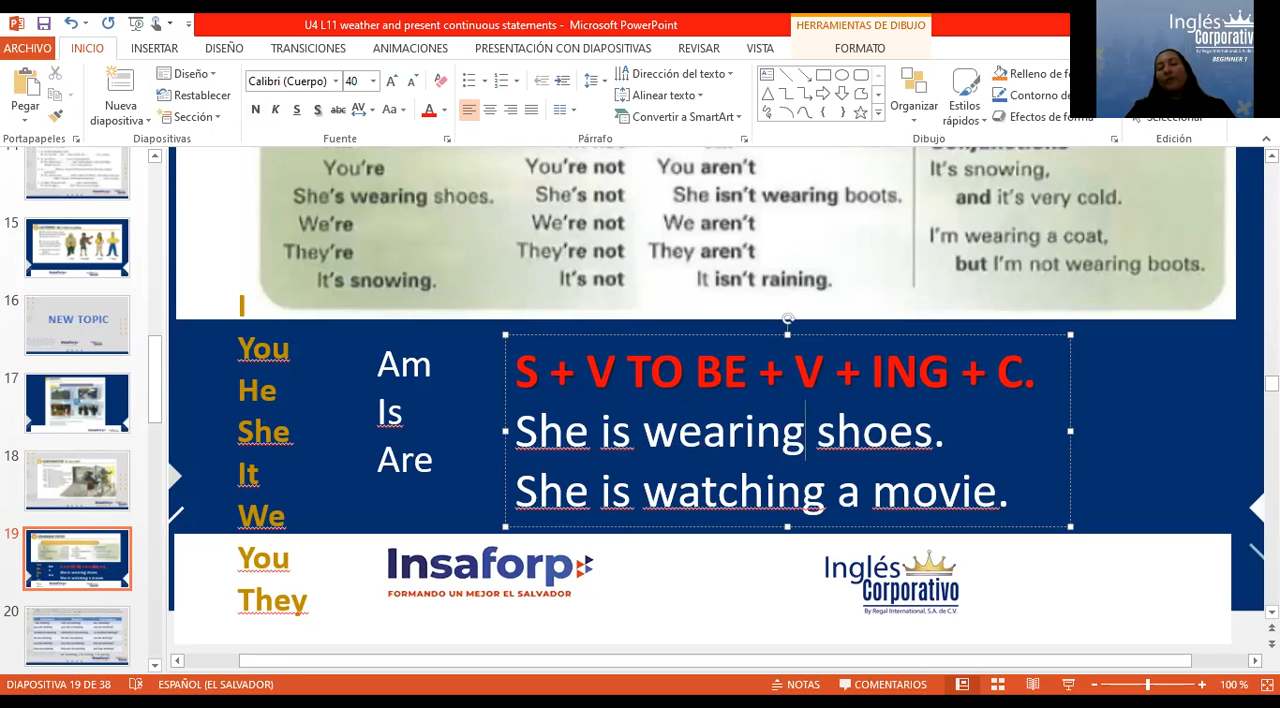 U4 L11 weather and present continuous statements - Microsoft PowerPoint
HERRAMIENTAS DE DIBUJO
ARCHIVO INICIO INSERTAR DISEÑO TRANSICIONES ANIMACIONES PRESENTACIÓN CON DIAPOSITIVAS REVISAR VISTA FORMATO
Inglés
Corporativo
By Regal International, S.A. de C.V.
BEGINNER 1
Pegar
Nueva
diapositiva
Diseño
Restablecer
Sección
Calibri (Cuerpo) 40
N K S S abc AV Aa A
Dirección del texto
Alinear texto
Convertir a SmartArt
Organizar
Estilos
rápidos
Relleno de
Contorno de
Efectos de forma
Seleccionar
Portapapeles Diapositivas Fuente Párrafo Dibujo Edición
You're You're not You aren't
She's wearing shoes. She's not She isn't wearing boots.
We're We're not We aren't
They're They're not They aren't
It's snowing. It's not It isn't raining.
It's snowing,
and it's very cold.
I'm wearing a coat,
but I'm not wearing boots.
I
You
He
She
It
We
You
They
Am
Is
Are
S + V TO BE + V + ING + C.
She is wearing shoes.
She is watching a movie.
Insaforp
FORMANDO UN MEJOR EL SALVADOR
Inglés
Corporativo
By Regal International, S.A. de C.V.
15
16
NEW TOPIC
17
18
19
20
DIAPOSITIVA 19 DE 38 ESPAÑOL (EL SALVADOR) NOTAS COMENTARIOS 100 %